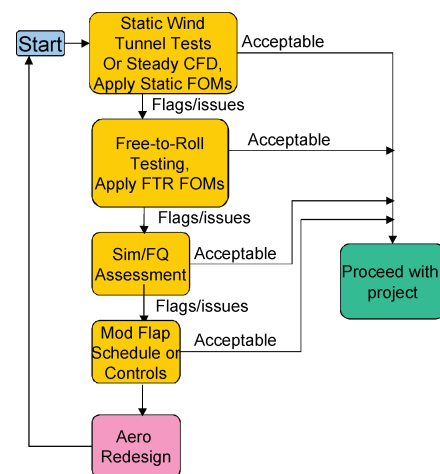 Start
Static Wind
Tunnel Tests
Or Steady CFD,
Apply Static FOMs
Acceptable
Flags/issues
Free-to-Roll
Testing,
Apply FTR FOMs
Acceptable
Flags/issues
Sim/FQ
Assessment
Acceptable
Proceed with
project
Flags/issues
Mod Flap
Schedule or
Controls
Acceptable
Aero
Redesign